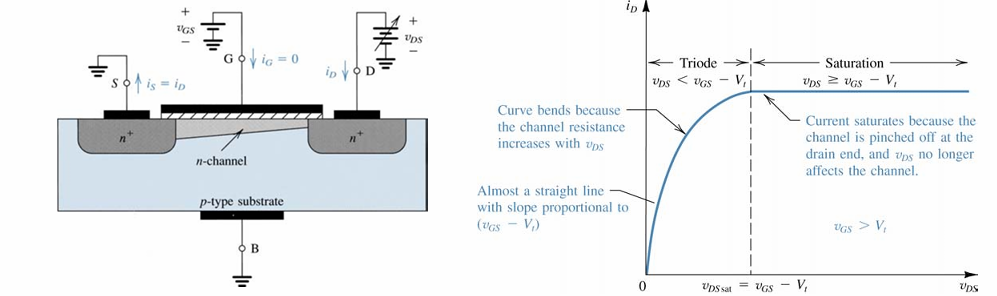 +
v_GS
−
+
v_DS
−
G
i_G = 0
i_D
D
S
i_S = i_D
n+
n+
n-channel
p-type substrate
B
i_D
Triode
Saturation
v_DS < v_GS − V_t
v_DS ≥ v_GS − V_t
Curve bends because
the channel resistance
increases with v_DS
Current saturates because the
channel is pinched off at the
drain end, and v_DS no longer
affects the channel.
Almost a straight line
with slope proportional to
(v_GS − V_t)
v_GS > V_t
0
v_DSsat = v_GS − V_t
v_DS